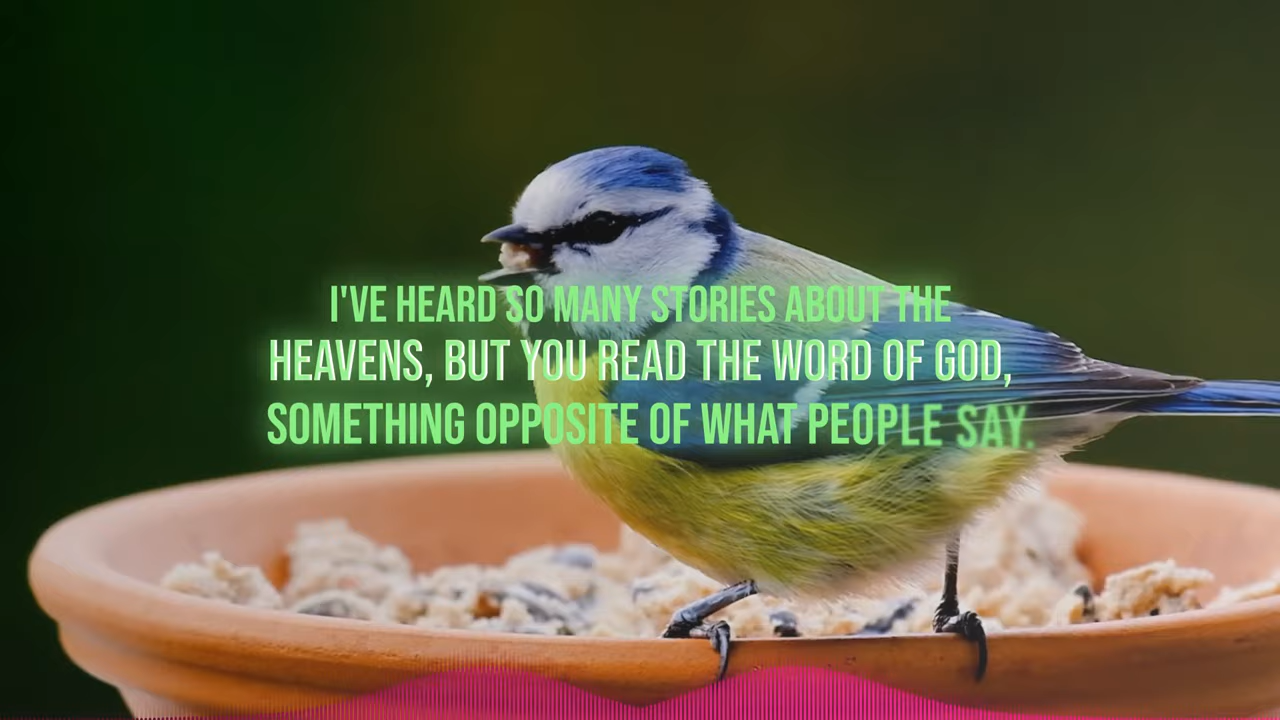 I'VE HEARD SO MANY STORIES ABOUT THE
HEAVENS, BUT YOU READ THE WORD OF GOD,
SOMETHING OPPOSITE OF WHAT PEOPLE SAY.